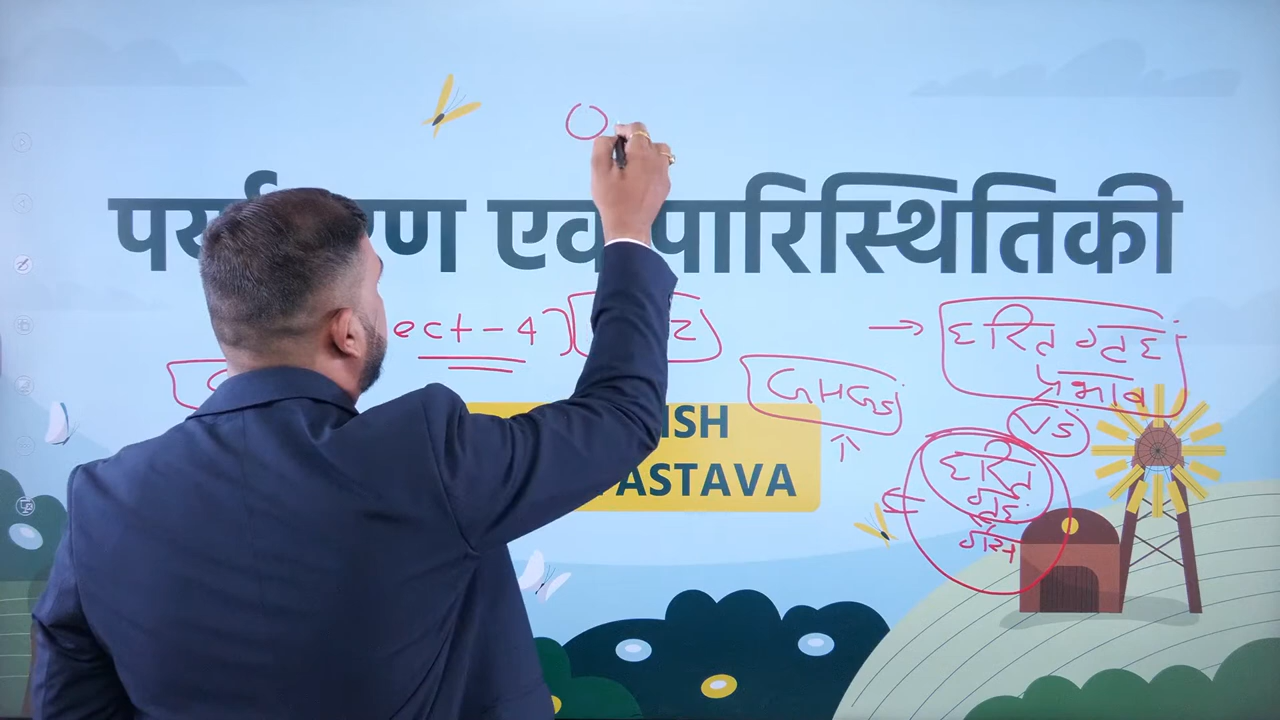 पर्यावरण एवं पारिस्थितिकी
ect-4)
→ हरित गृह
प्रभाव
GHGs
VS
हरित
गृह
गैस
ISH
ASTAVA